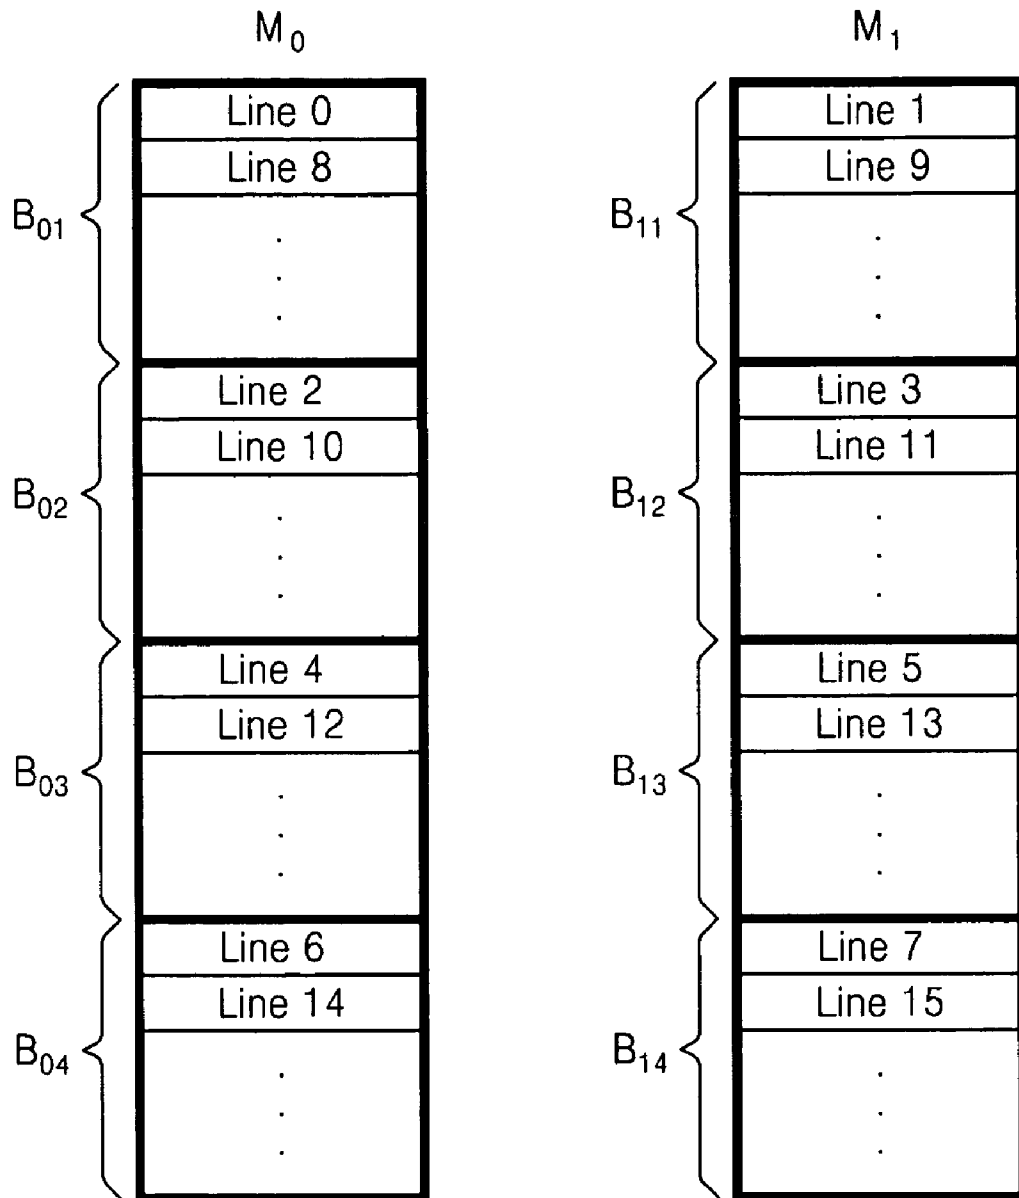 M0 M1
Line 0 Line 1
Line 8 Line 9
B01 B11
Line 2 Line 3
Line 10 Line 11
B02 B12
Line 4 Line 5
Line 12 Line 13
B03 B13
Line 6 Line 7
Line 14 Line 15
B04 B14